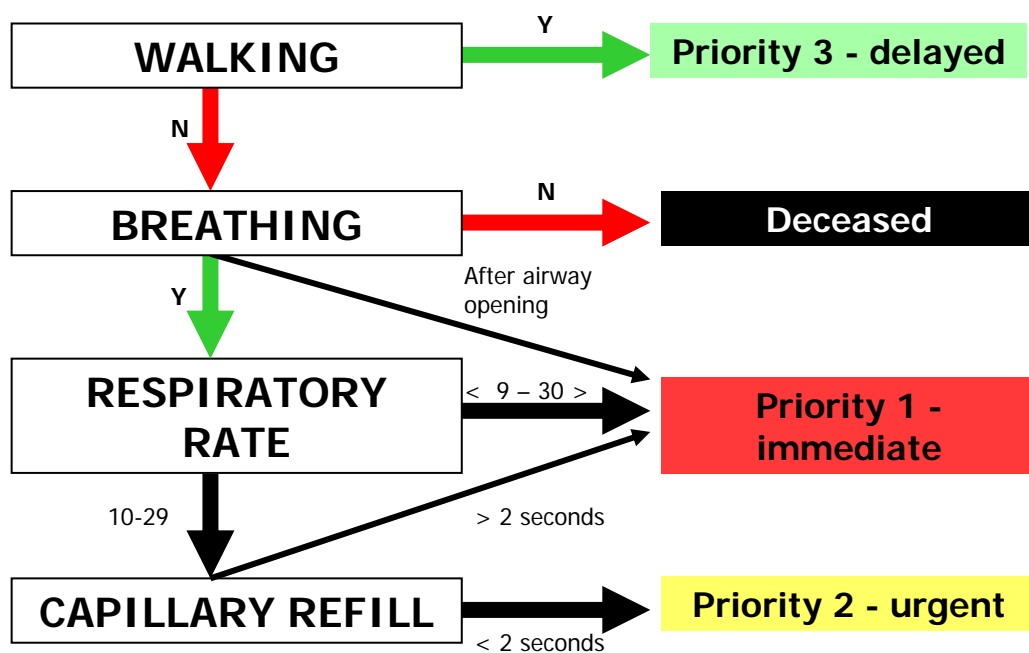 WALKING
Y
Priority 3 - delayed
N
BREATHING
N
Deceased
Y
After airway
opening
RESPIRATORY
RATE
< 9 – 30 >
Priority 1 -
immediate
10-29
> 2 seconds
CAPILLARY REFILL
< 2 seconds
Priority 2 - urgent